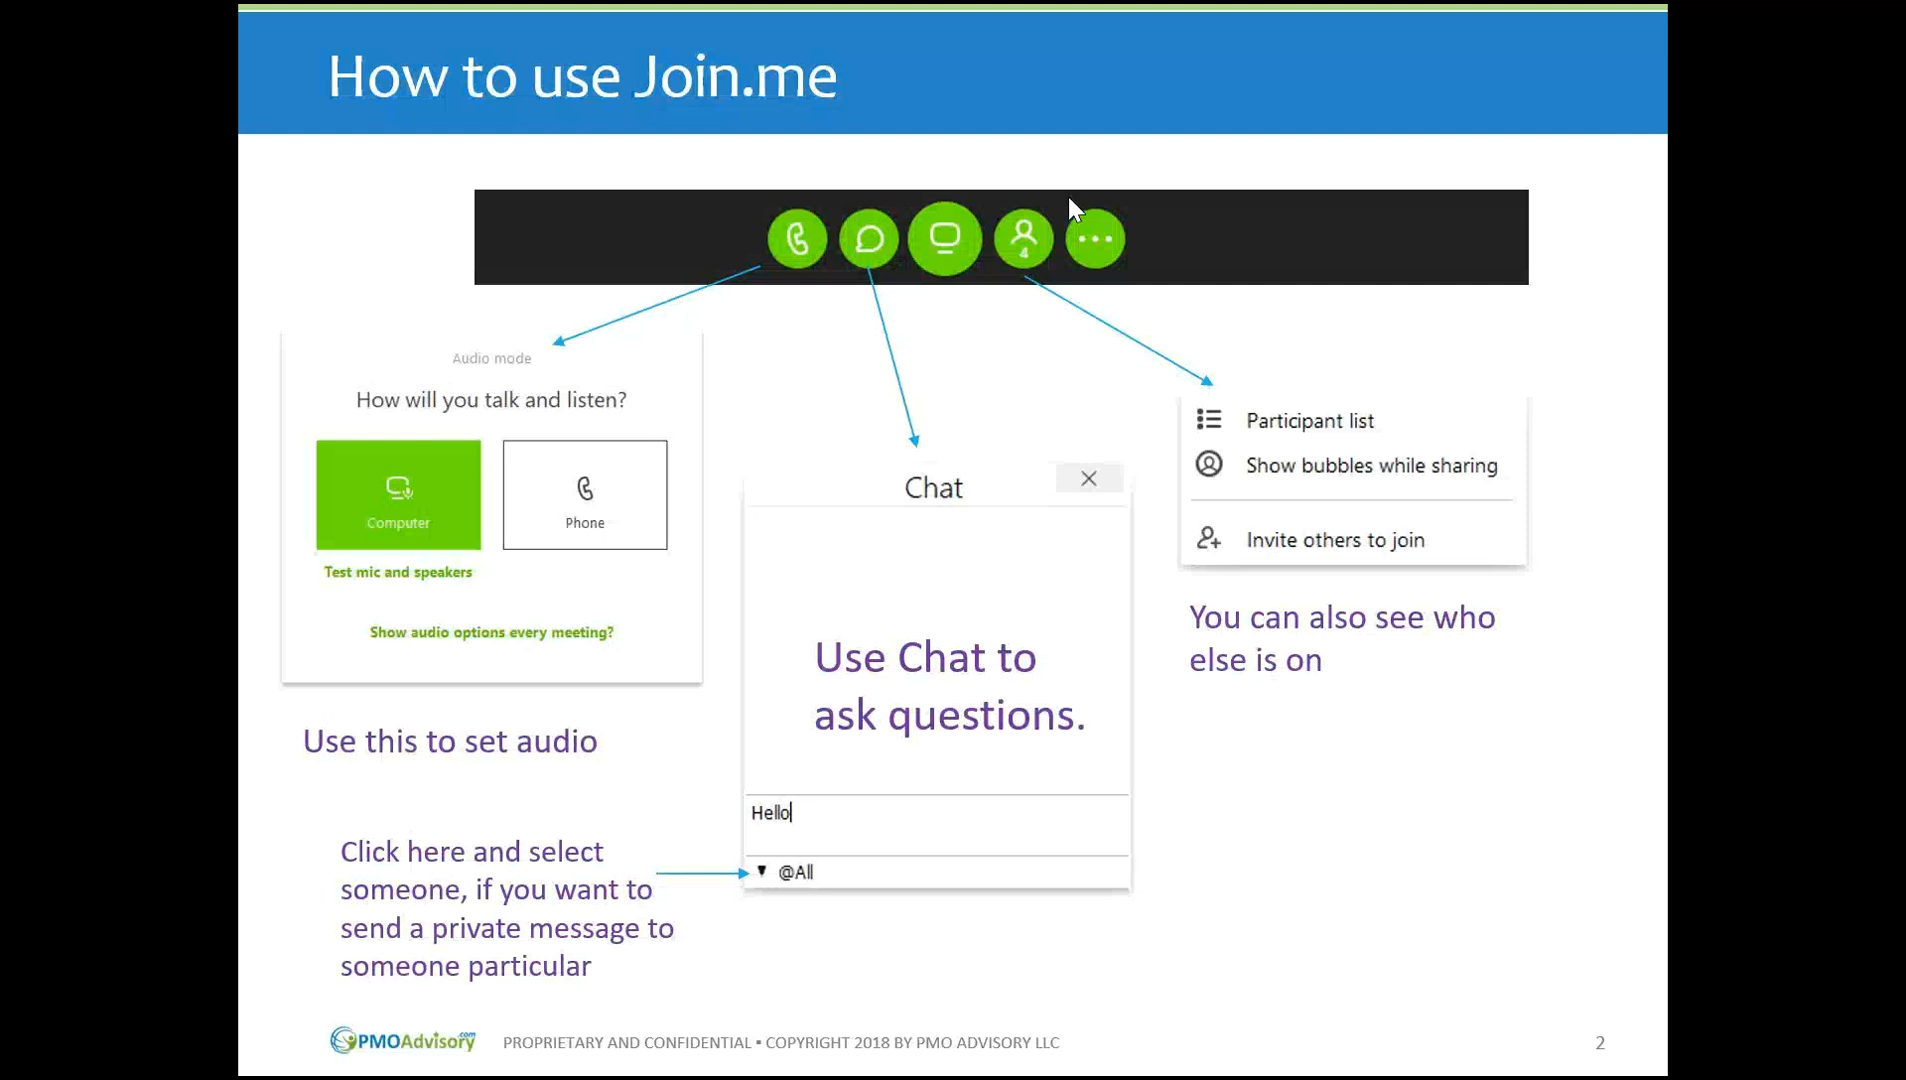 How to use Join.me
4
Audio mode
How will you talk and listen?
Computer
Phone
Test mic and speakers
Show audio options every meeting?
Use this to set audio
Chat
Use Chat to
ask questions.
Hello
@All
Participant list
Show bubbles while sharing
Invite others to join
You can also see who
else is on
Click here and select
someone, if you want to
send a private message to
someone particular
PMOAdvisory.com
PROPRIETARY AND CONFIDENTIAL ▪ COPYRIGHT 2018 BY PMO ADVISORY LLC
2